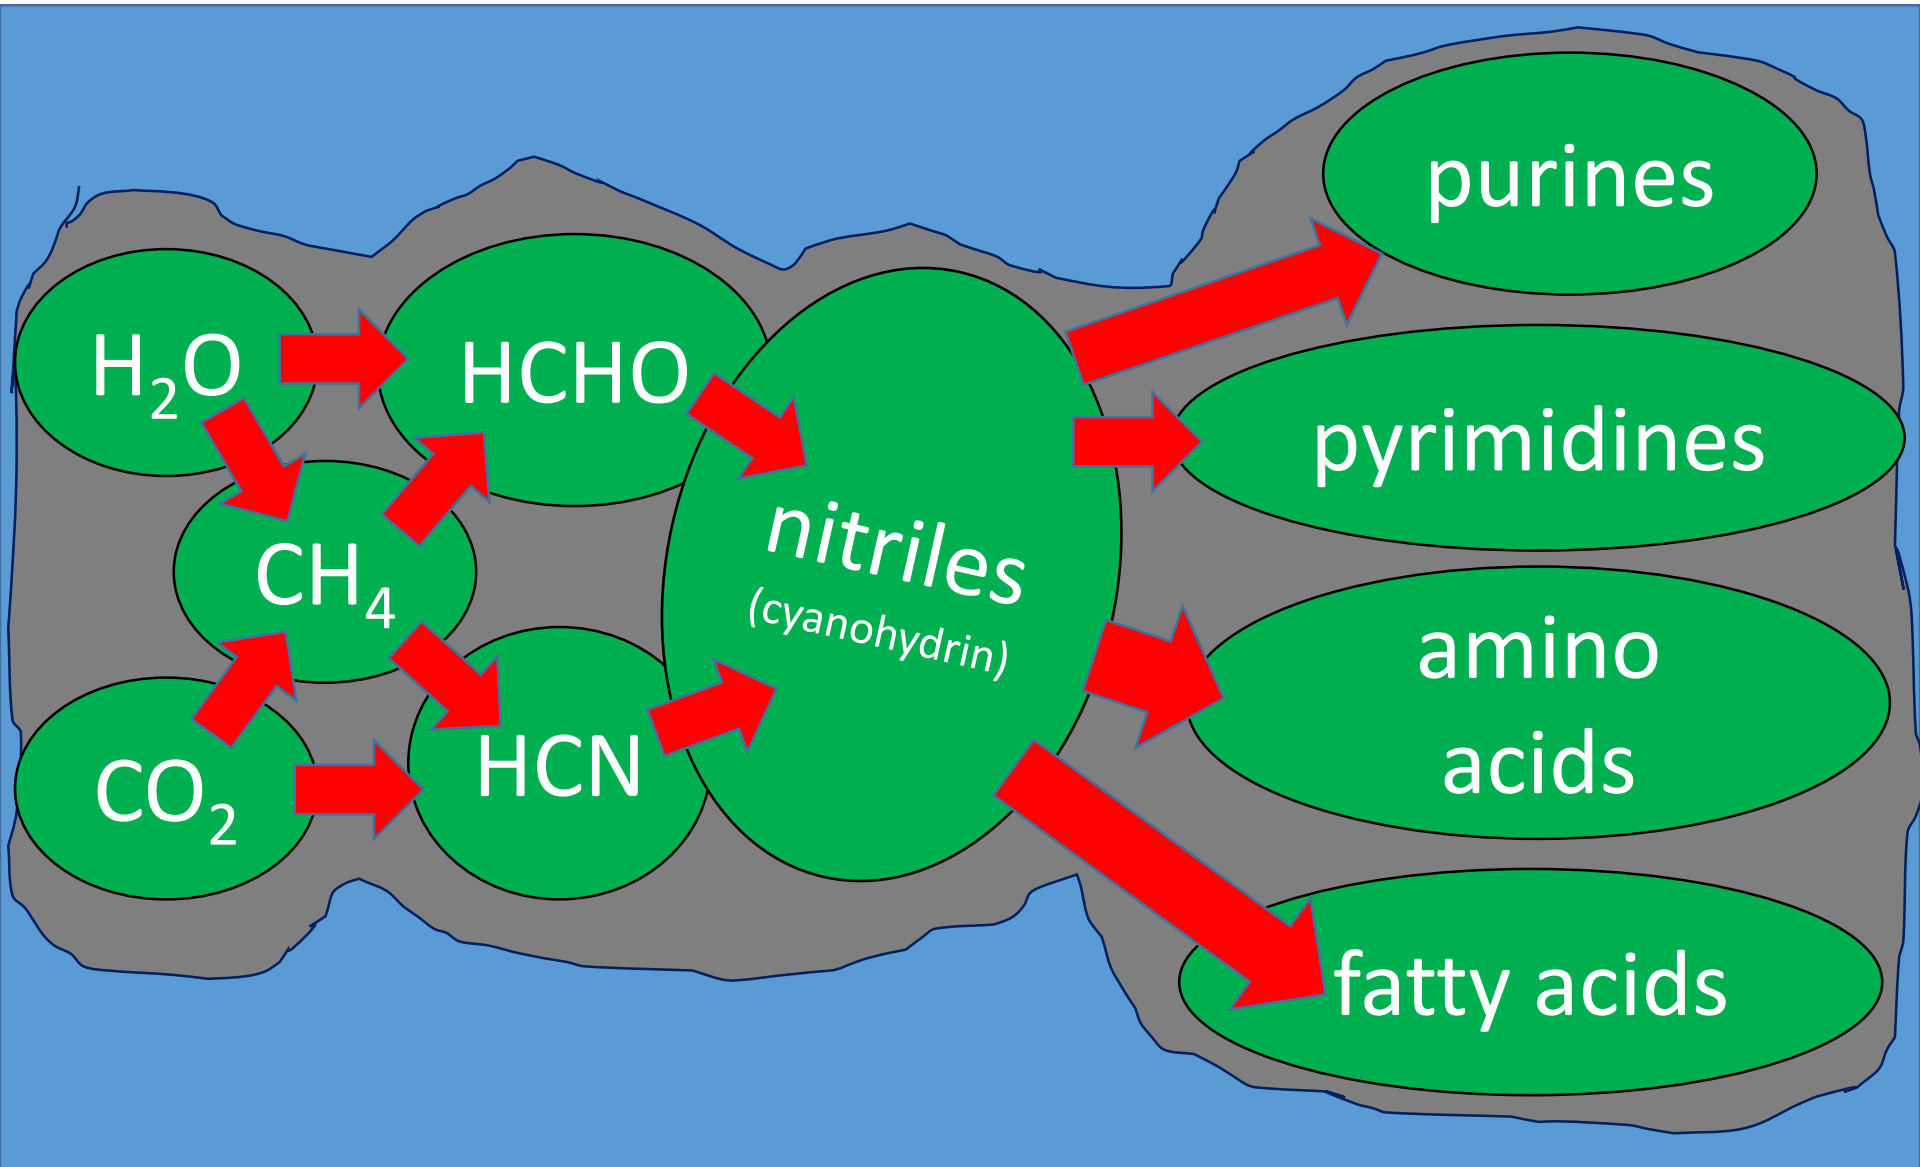 H₂O
HCHO
CH₄
CO₂
HCN
nitriles
(cyanohydrin)
purines
pyrimidines
amino
acids
fatty acids